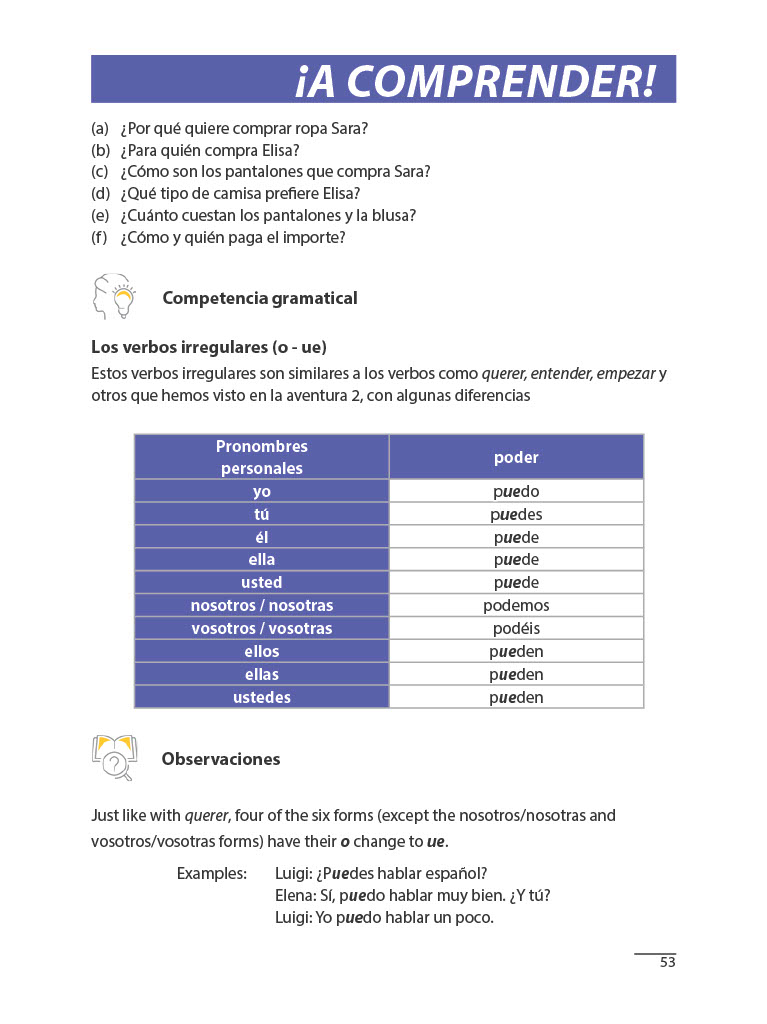 ¡A COMPRENDER!
(a) ¿Por qué quiere comprar ropa Sara?
(b) ¿Para quién compra Elisa?
(c) ¿Cómo son los pantalones que compra Sara?
(d) ¿Qué tipo de camisa prefiere Elisa?
(e) ¿Cuánto cuestan los pantalones y la blusa?
(f) ¿Cómo y quién paga el importe?
Competencia gramatical
Los verbos irregulares (o - ue)
Estos verbos irregulares son similares a los verbos como querer, entender, empezar y
otros que hemos visto en la aventura 2, con algunas diferencias
Pronombres
personales
poder
yo puedo
tú puedes
él puede
ella puede
usted puede
nosotros / nosotras podemos
vosotros / vosotras podéis
ellos pueden
ellas pueden
ustedes pueden
?
Observaciones
Just like with querer, four of the six forms (except the nosotros/nosotras and
vosotros/vosotras forms) have their o change to ue.
Examples: Luigi: ¿Puedes hablar español?
Elena: Sí, puedo hablar muy bien. ¿Y tú?
Luigi: Yo puedo hablar un poco.
53